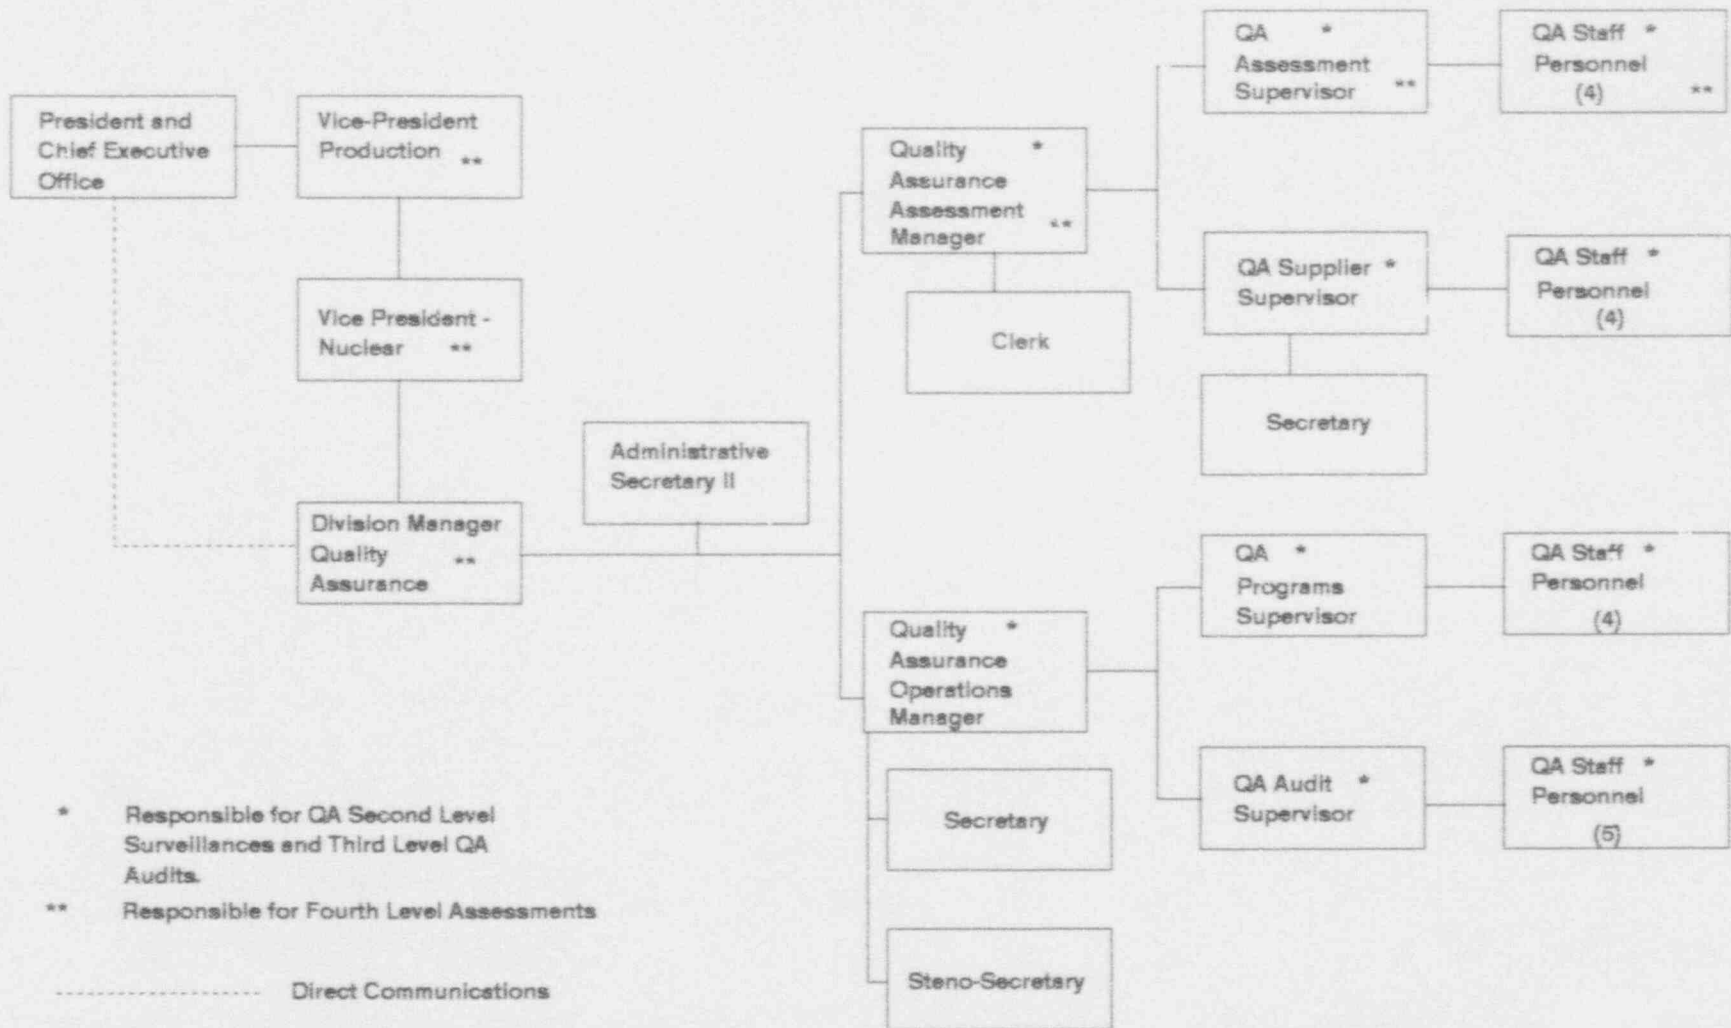 President and
Chief Executive
Office
Vice-President
Production **
Vice President -
Nuclear **
Division Manager
Quality **
Assurance
Administrative
Secretary II
Quality *
Assurance
Assessment
Manager **
Clerk
QA *
Assessment
Supervisor **
QA Staff *
Personnel
(4) **
QA Supplier *
Supervisor
QA Staff *
Personnel
(4)
Secretary
Quality *
Assurance
Operations
Manager
QA *
Programs
Supervisor
QA Staff *
Personnel
(4)
QA Audit *
Supervisor
QA Staff *
Personnel
(5)
Secretary
Steno-Secretary
* Responsible for QA Second Level
Surveillances and Third Level QA
Audits.
** Responsible for Fourth Level Assessments
Direct Communications